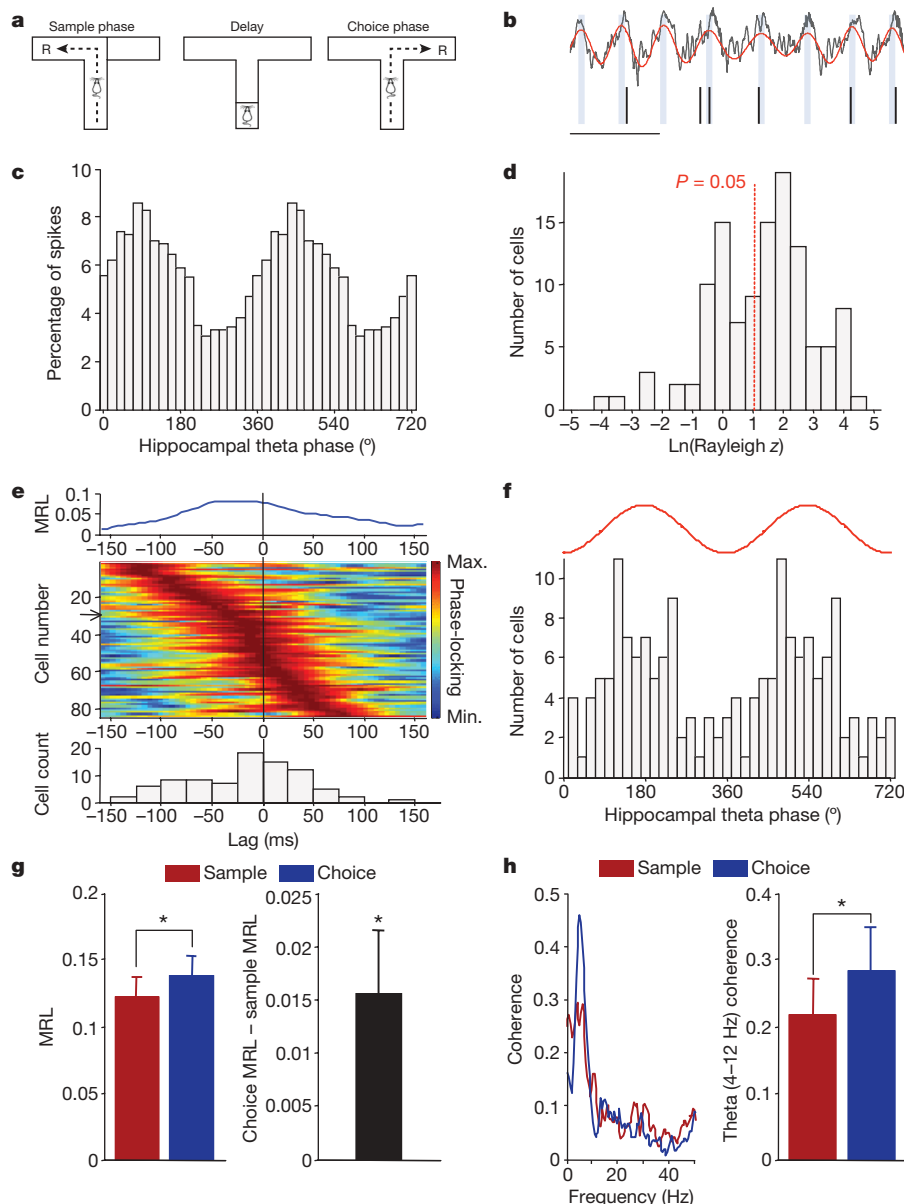 a
Sample phase
Delay
Choice phase
R
R
b
c
Percentage of spikes
10
8
6
4
2
0
0 180 360 540 720
Hippocampal theta phase (º)
d
P = 0.05
Number of cells
15
10
5
0
−5 −4 −3 −2 −1 0 1 2 3 4 5
Ln(Rayleigh z)
e
MRL
0.1
0.05
0
−150 −100 −50 0 50 100 150
Cell number
20
40
60
80
−150 −100 −50 0 50 100 150
Max.
Phase-locking
Min.
Cell count
20
10
0
−150 −100 −50 0 50 100 150
Lag (ms)
f
Number of cells
10
8
6
4
2
0
0 180 360 540 720
Hippocampal theta phase (º)
g
Sample Choice
MRL
0.2
0.15
0.1
0.05
0
*
Choice MRL – sample MRL
0.025
0.02
0.015
0.01
0.005
0
*
h
Sample Choice
Coherence
0.5
0.4
0.3
0.2
0.1
0
0 20 40
Frequency (Hz)
Theta (4–12 Hz) coherence
0.4
0.3
0.2
0.1
0
*